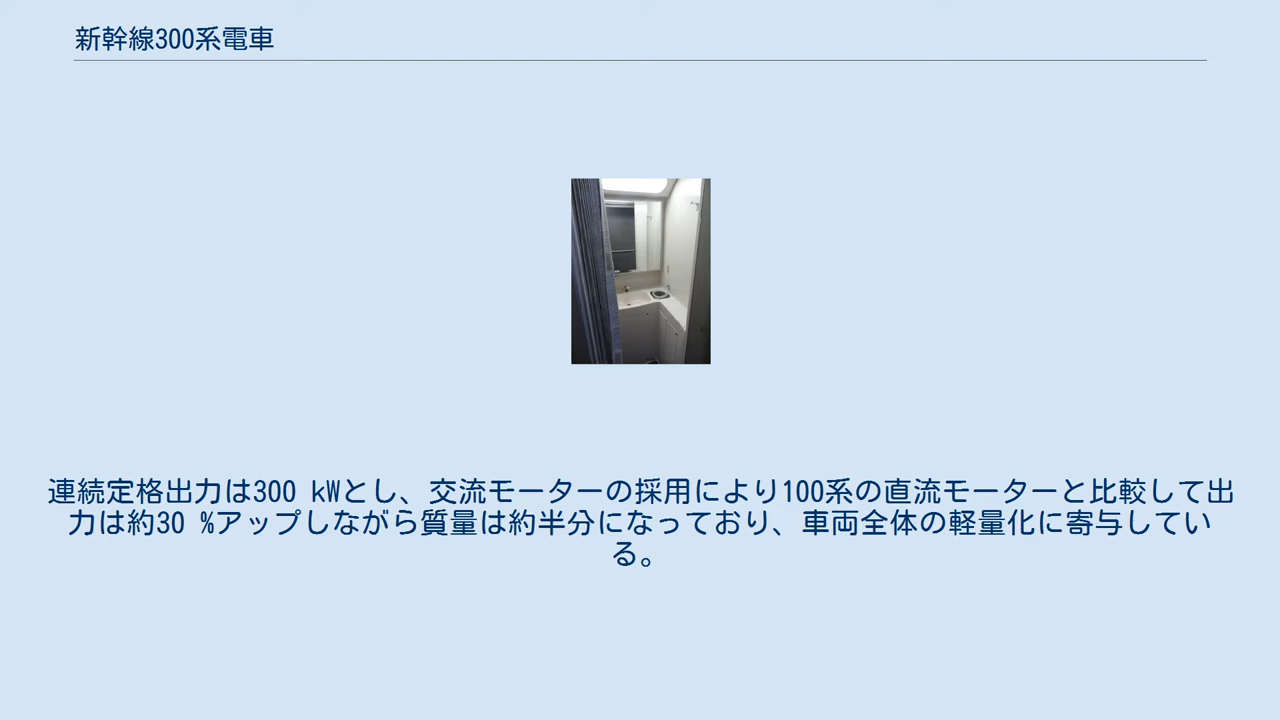 新幹線300系電車
連続定格出力は300 kWとし、交流モーターの採用により100系の直流モーターと比較して出
力は約30 %アップしながら質量は約半分になっており、車両全体の軽量化に寄与してい
る。